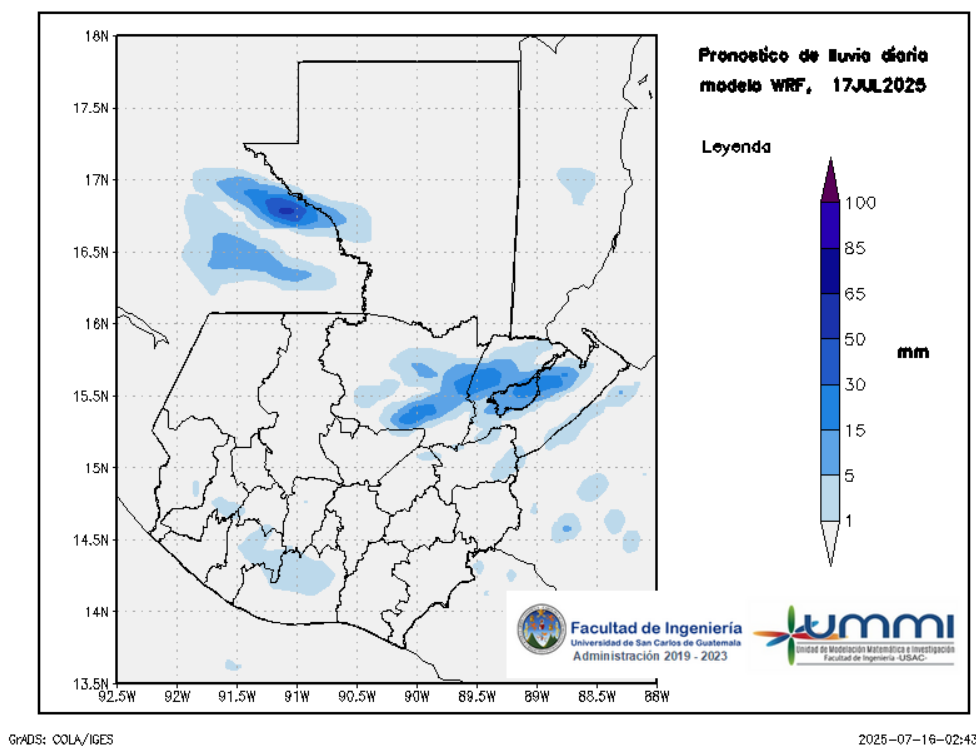 Pronostico de lluvia diaria
modelo WRF, 17JUL2025
Leyenda
100
85
65
50
30
15
5
1
mm
18N
17.5N
17N
16.5N
16N
15.5N
15N
14.5N
14N
13.5N
92.5W
92W
91.5W
91W
90.5W
90W
89.5W
89W
88.5W
88W
Facultad de Ingeniería
Universidad de San Carlos de Guatemala
Administración 2019 - 2023
UMMI
Unidad de Modelación Matemática e Investigación
Facultad de Ingeniería -USAC-
GrADS: COLA/IGES
2025-07-16-02:43